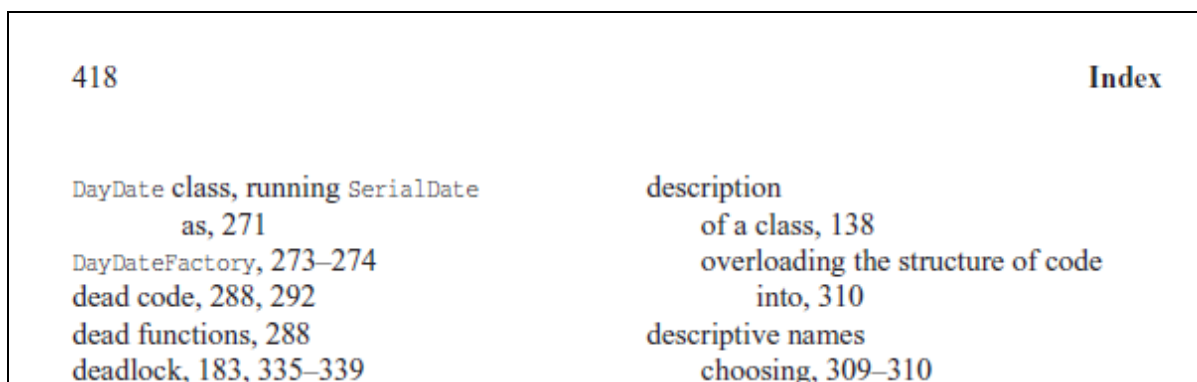 418
Index
DayDate class, running SerialDate
as, 271
DayDateFactory, 273–274
dead code, 288, 292
dead functions, 288
deadlock, 183, 335–339
description
of a class, 138
overloading the structure of code
into, 310
descriptive names
choosing, 309–310